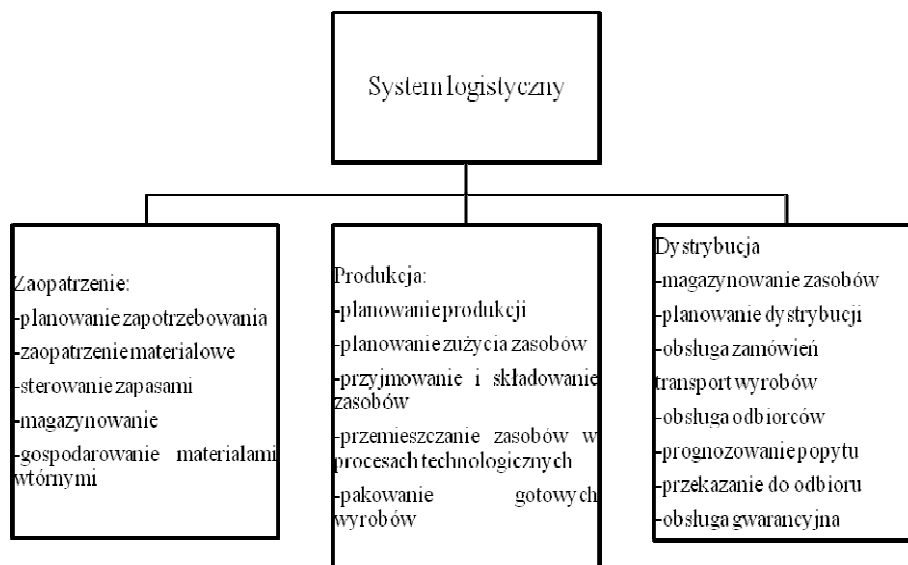 System logistyczny
Zaopatrzenie:
-planowanie zapotrzebowania
-zaopatrzenie materialowe
-sterowanie zapasami
-magazynowanie
-gospodarowanie materialami
wtórnymi
Produkcja:
-planowanie produkcji
-planowanie zużycia zasobów
-przyjmowanie i składowanie
zasobów
-przemieszczanie zasobów w
procesach technologicznych
-pakowanie gotowych
wyrobów
Dystrybucja
-magazynowanie zasobów
-planowanie dystrybucji
-obsługa zamówień
transport wyrobów
-obsługa odbiorców
-prognozowanie popytu
-przekazanie do odbioru
-obsługa gwarancyjna